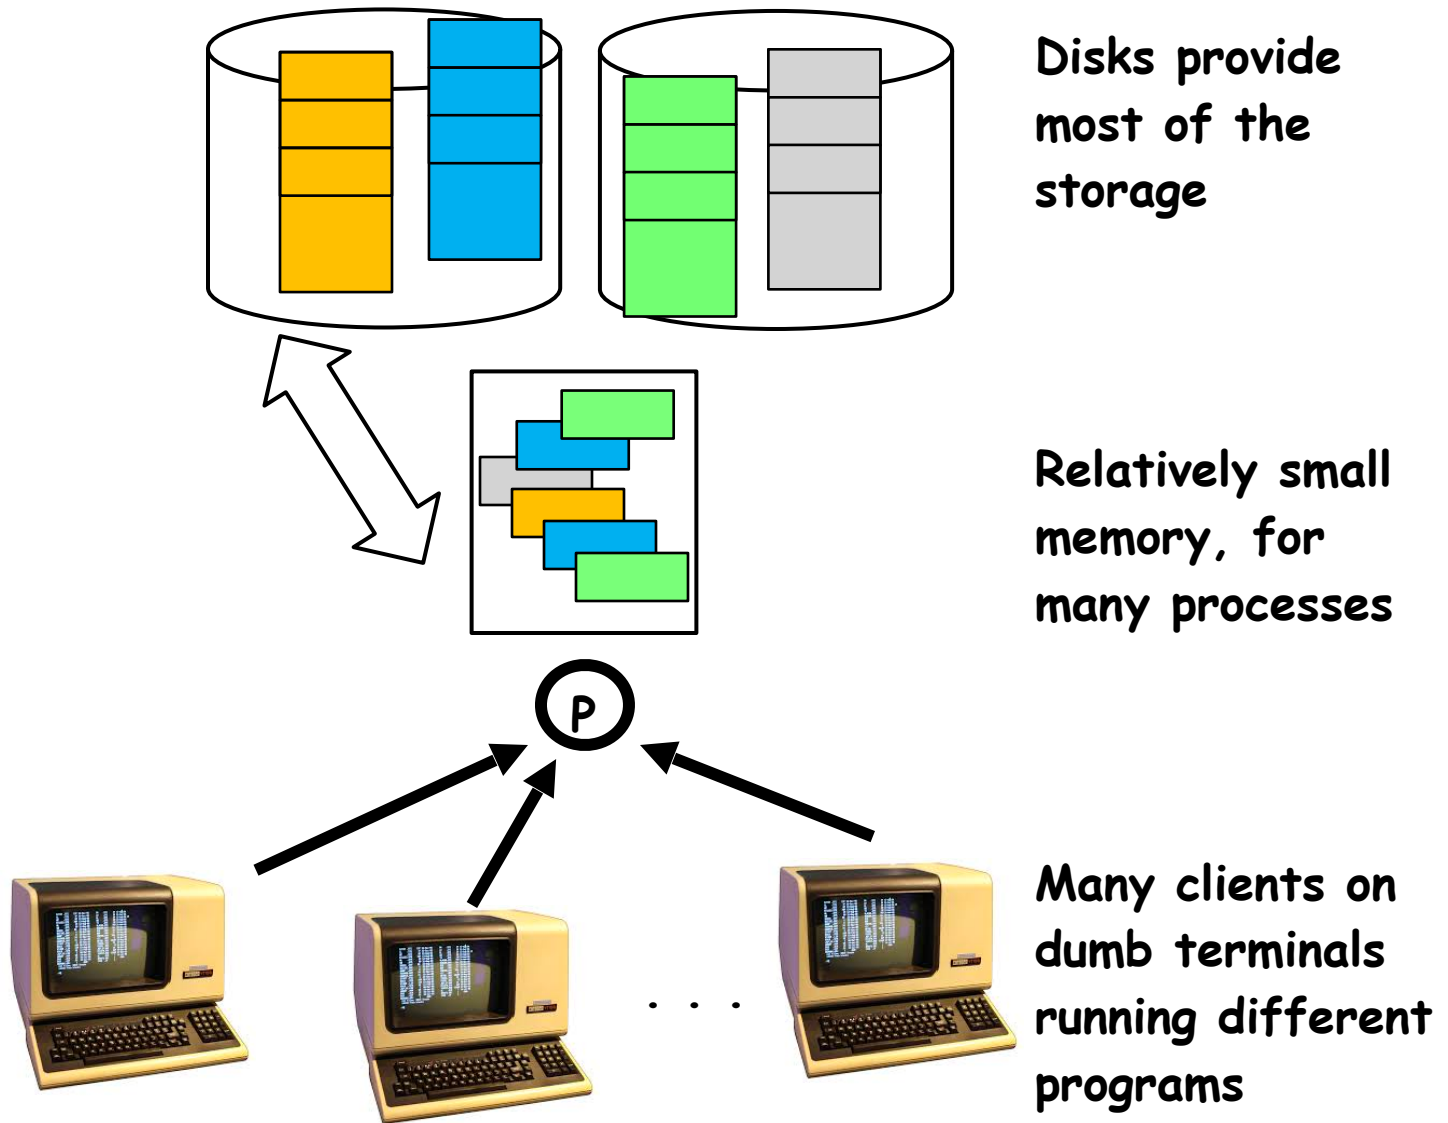 Disks provide
most of the
storage
Relatively small
memory, for
many processes
P
Many clients on
dumb terminals
running different
programs
. . .